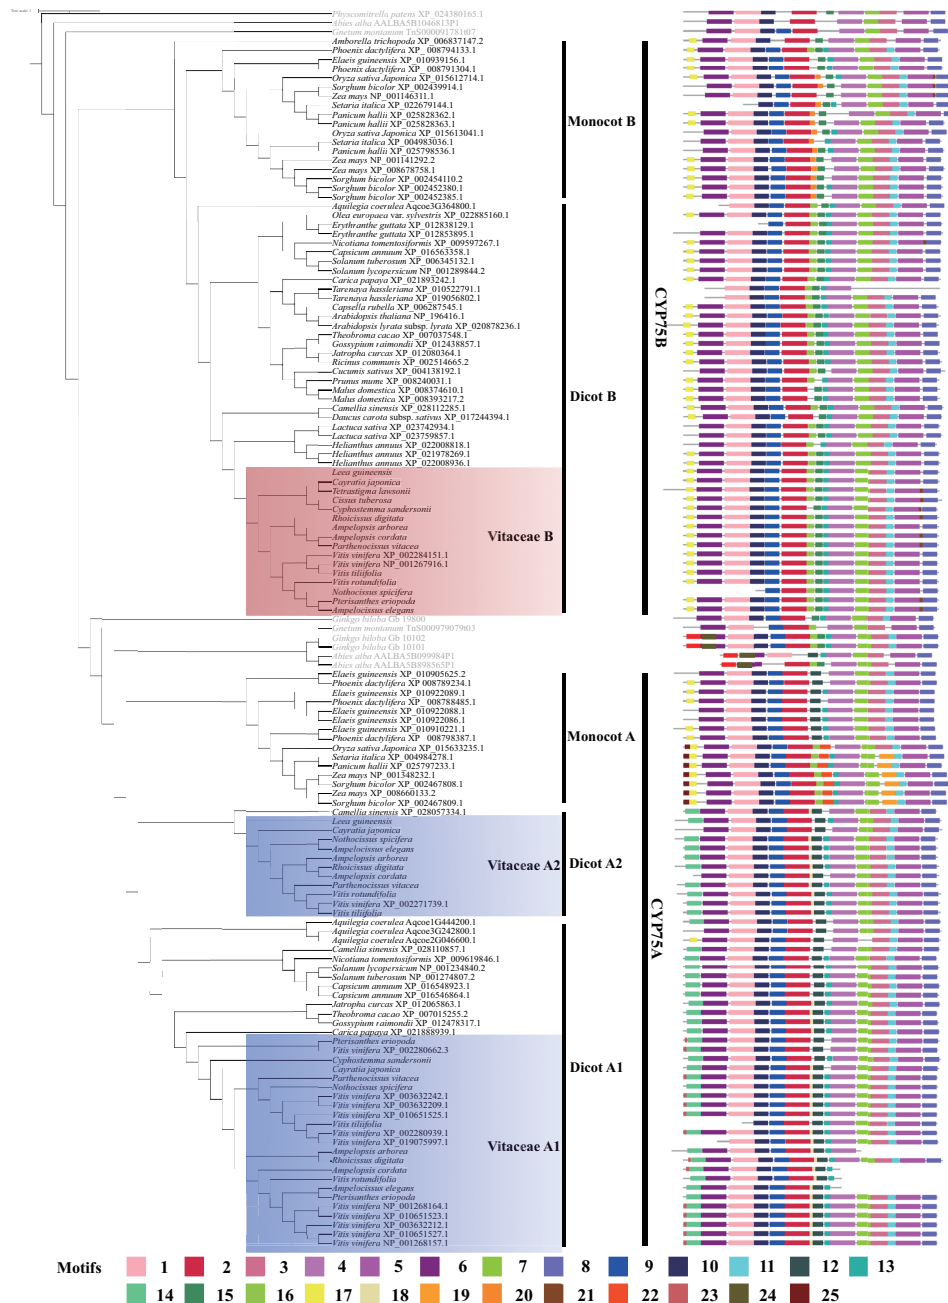 Tree scale: 1
Physcomitrella patens XP_024380165.1
Abies alba AALBA5B1046813P1
Gnetum montanum TnS000091781t07
Amborella trichopoda XP_006837147.2
Phoenix dactylifera XP_ 008794133.1
Elaeis guineensis XP_010939156.1
Phoenix dactylifera XP_ 008791304.1
Oryza sativa Japonica XP_015612714.1
Sorghum bicolor XP_002439914.1
Zea mays NP_001146311.1
Setaria italica XP_022679144.1
Panicum hallii XP_025828362.1
Panicum hallii XP_025828363.1
Oryza sativa Japonica XP_015613041.1
Setaria italica XP_004983036.1
Panicum hallii XP_025798536.1
Zea mays NP_001141292.2
Zea mays XP_008678758.1
Sorghum bicolor XP_002454110.2
Sorghum bicolor XP_002452380.1
Sorghum bicolor XP_002452385.1
Monocot B
Aquilegia coerulea Aqcoe3G364800.1
Olea europaea var. sylvestris XP_022885160.1
Erythranthe guttata XP_012838129.1
Erythranthe guttata XP_012853895.1
Nicotiana tomentosiformis XP_009597267.1
Capsicum annuum XP_016563358.1
Solanum tuberosum XP_006345132.1
Solanum lycopersicum NP_001289844.2
Carica papaya XP_021893242.1
Tarenaya hassleriana XP_010522791.1
Tarenaya hassleriana XP_019056802.1
Capsella rubella XP_006287545.1
Arabidopsis thaliana NP_196416.1
Arabidopsis lyrata subsp. lyrata XP_020878236.1
Theobroma cacao XP_007037548.1
Gossypium raimondii XP_012438857.1
Jatropha curcas XP_012080364.1
Ricinus communis XP_002514665.2
Cucumis sativus XP_004138192.1
Prunus mume XP_008240031.1
Malus domestica XP_008374610.1
Malus domestica XP_008393217.2
Camellia sinensis XP_028112285.1
Daucus carota subsp. sativus XP_017244394.1
Lactuca sativa XP_023742934.1
Lactuca sativa XP_023759857.1
Helianthus annuus XP_022008818.1
Helianthus annuus XP_021978269.1
Helianthus annuus XP_022008936.1
Dicot B
CYP75B
Leea guineensis
Cayratia japonica
Tetrastigma lawsonii
Cissus tuberosa
Cyphostemma sandersonii
Rhoicissus digitata
Ampelopsis arborea
Ampelopsis cordata
Parthenocissus vitacea
Vitis vinifera XP_002284151.1
Vitis vinifera NP_001267916.1
Vitis tiliifolia
Vitis rotundifolia
Nothocissus spicifera
Pterisanthes eriopoda
Ampelocissus elegans
Vitaceae B
Ginkgo biloba Gb 19800
Gnetum montanum TnS000979079t03
Ginkgo biloba Gb 10102
Ginkgo biloba Gb 10101
Abies alba AALBA5B099984P1
Abies alba AALBA5B898565P1
Elaeis guineensis XP_010905625.2
Phoenix dactylifera XP_008789234.1
Elaeis guineensis XP_010922089.1
Phoenix dactylifera XP_ 008788485.1
Elaeis guineensis XP_010922088.1
Elaeis guineensis XP_010922086.1
Elaeis guineensis XP_010910221.1
Phoenix dactylifera XP_ 008798387.1
Oryza sativa Japonica XP_015633235.1
Setaria italica XP_004984278.1
Panicum hallii XP_025797233.1
Zea mays NP_001348232.1
Sorghum bicolor XP_002467808.1
Zea mays XP_008660133.2
Sorghum bicolor XP_002467809.1
Monocot A
Camellia sinensis XP_028057334.1
Leea guineensis
Cayratia japonica
Nothocissus spicifera
Ampelocissus elegans
Ampelopsis arborea
Rhoicissus digitata
Ampelopsis cordata
Parthenocissus vitacea
Vitis rotundifolia
Vitis vinifera XP_002271739.1
Vitis tiliifolia
Vitaceae A2
Dicot A2
CYP75A
Aquilegia coerulea Aqcoe1G444200.1
Aquilegia coerulea Aqcoe3G242800.1
Aquilegia coerulea Aqcoe2G046600.1
Camellia sinensis XP_028110857.1
Nicotiana tomentosiformis XP_009619846.1
Solanum lycopersicum NP_001234840.2
Solanum tuberosum NP_001274807.2
Capsicum annuum XP_016548923.1
Capsicum annuum XP_016546864.1
Jatropha curcas XP_012065863.1
Theobroma cacao XP_007015255.2
Gossypium raimondii XP_012478317.1
Carica papaya XP_021888939.1
Dicot A1
Pterisanthes eriopoda
Vitis vinifera XP_002280662.3
Cyphostemma sandersonii
Cayratia japonica
Parthenocissus vitacea
Nothocissus spicifera
Vitis vinifera XP_003632242.1
Vitis vinifera XP_003632209.1
Vitis vinifera XP_010651525.1
Vitis tiliifolia
Vitis vinifera XP_002280939.1
Vitis vinifera XP_019075997.1
Ampelopsis arborea
Rhoicissus digitata
Ampelopsis cordata
Vitis rotundifolia
Ampelocissus elegans
Pterisanthes eriopoda
Vitis vinifera NP_001268164.1
Vitis vinifera XP_010651523.1
Vitis vinifera XP_003632212.1
Vitis vinifera XP_010651527.1
Vitis vinifera NP_001268157.1
Vitaceae A1
Motifs 1 2 3 4 5 6 7 8 9 10 11 12 13
14 15 16 17 18 19 20 21 22 23 24 25